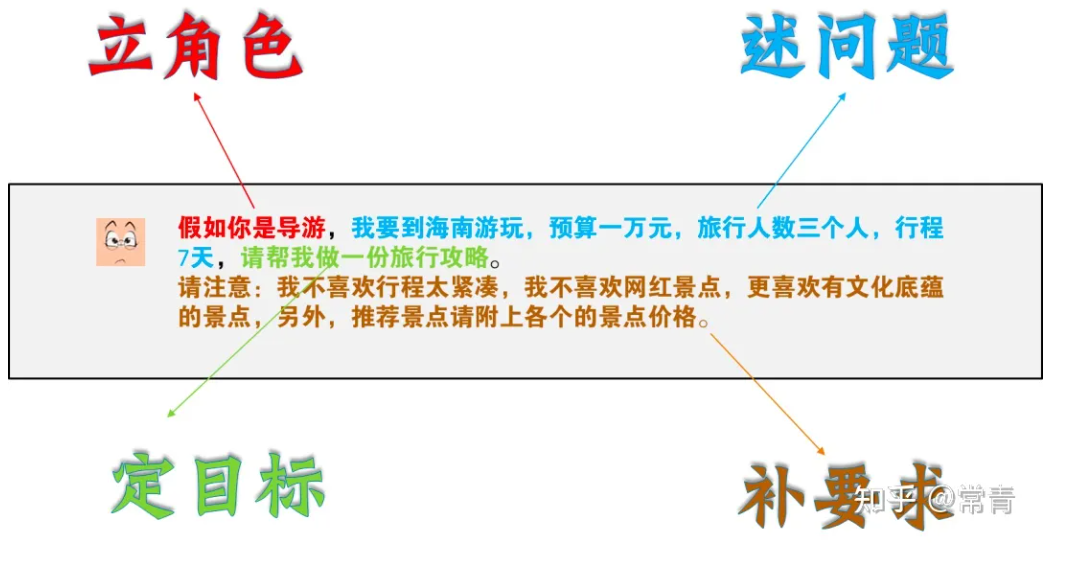 立角色
述问题
假如你是导游，我要到海南游玩，预算一万元，旅行人数三个人，行程
7天，请帮我做一份旅行攻略。
请注意：我不喜欢行程太紧凑，我不喜欢网红景点，更喜欢有文化底蕴
的景点，另外，推荐景点请附上各个的景点价格。
定目标
补要求
知乎 @常青